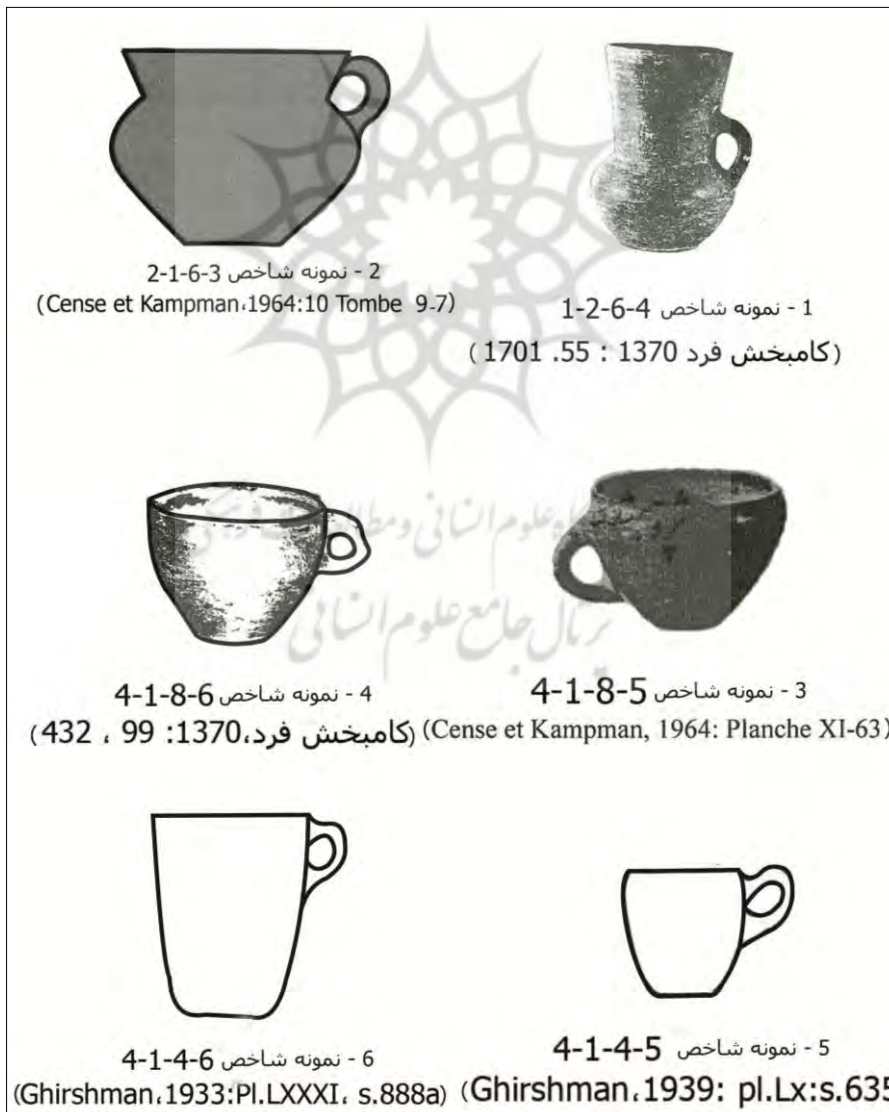 1 - نمونه شاخص 4-6-2-1
(کامبخش فرد 1370 : 55. 1701)
2 - نمونه شاخص 3-6-1-2
(Cense et Kampman،1964:10 Tombe 9-7)
3 - نمونه شاخص 5-8-1-4
(Cense et Kampman, 1964: Planche XI-63)
4 - نمونه شاخص 6-8-1-4
(کامبخش فرد،1370: 99 ، 432)
5 - نمونه شاخص 5-4-1-4
(Ghirshman،1939: pl.Lx:s.635
6 - نمونه شاخص 6-4-1-4
(Ghirshman،1933:Pl.LXXXI، s.888a)
پرتال جامع علوم انسانی